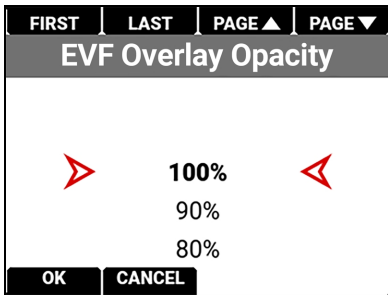 FIRST LAST PAGE▲ PAGE▼
EVF Overlay Opacity
100%
90%
80%
OK CANCEL